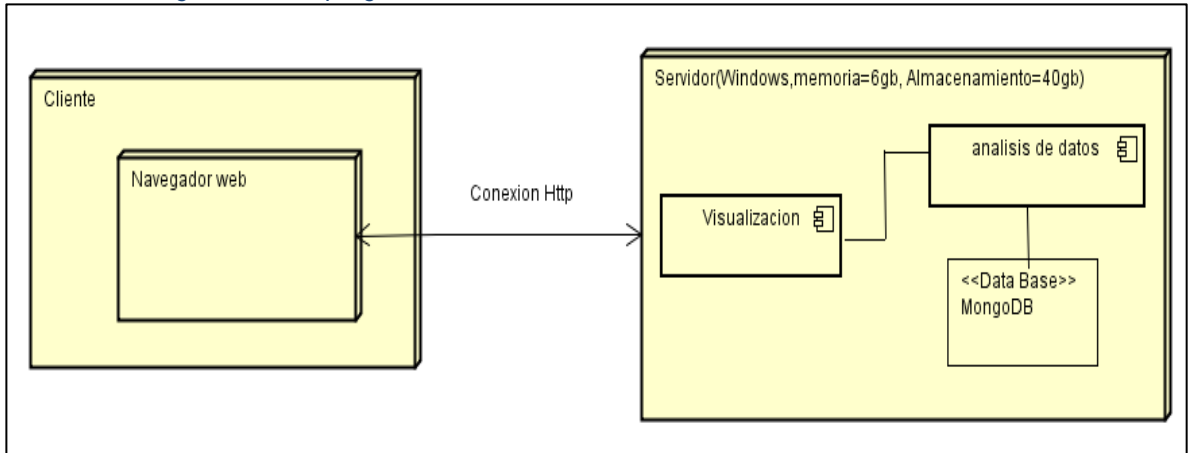 Cliente
Navegador web
Conexion Http
Servidor(Windows,memoria=6gb, Almacenamiento=40gb)
analisis de datos
Visualizacion
<<Data Base>>
MongoDB